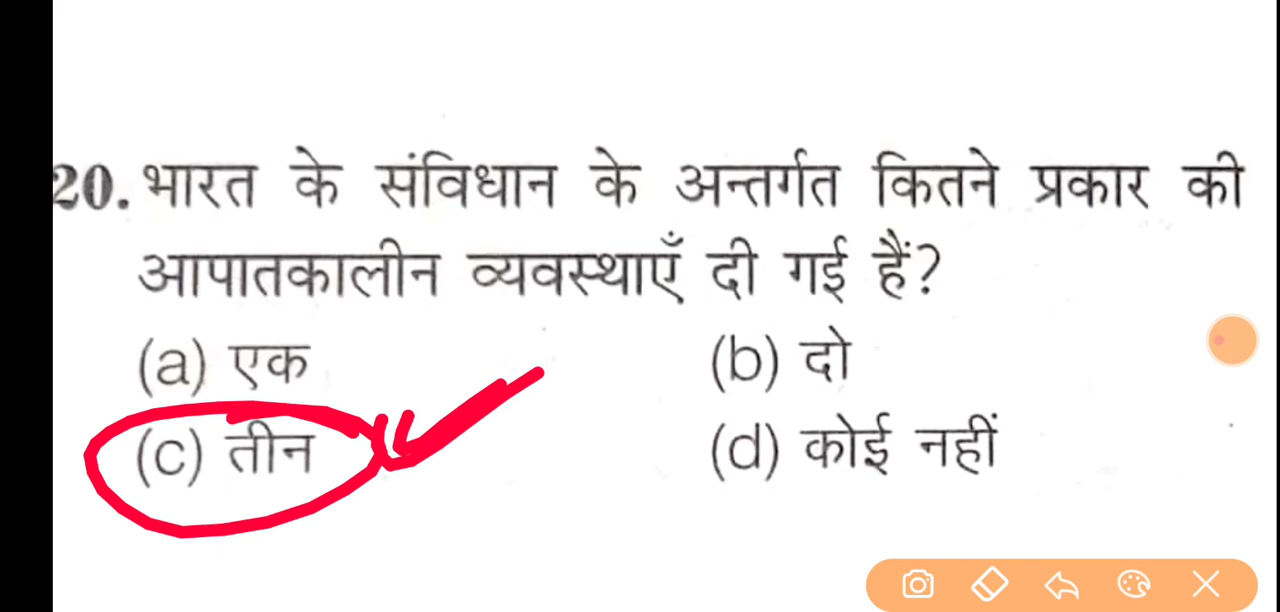 20. भारत के संविधान के अन्तर्गत कितने प्रकार की
आपातकालीन व्यवस्थाएँ दी गई हैं?
(a) एक (b) दो
(c) तीन (d) कोई नहीं